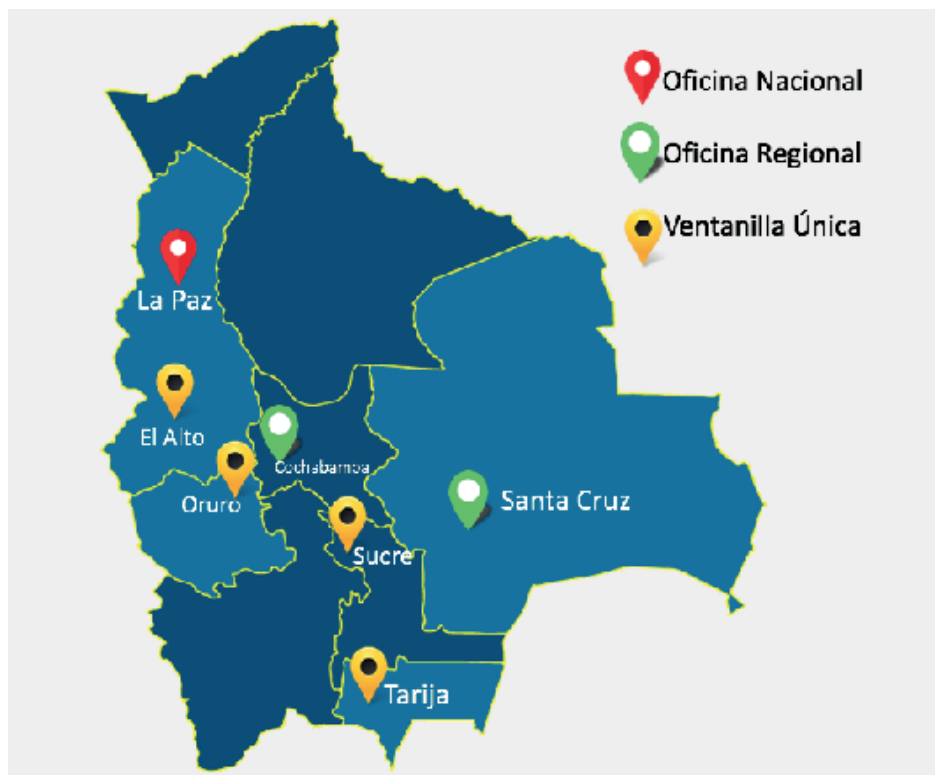 Oficina Nacional
Oficina Regional
Ventanilla Única
La Paz
El Alto
Cochabamba
Oruro
Santa Cruz
Sucre
Tarija